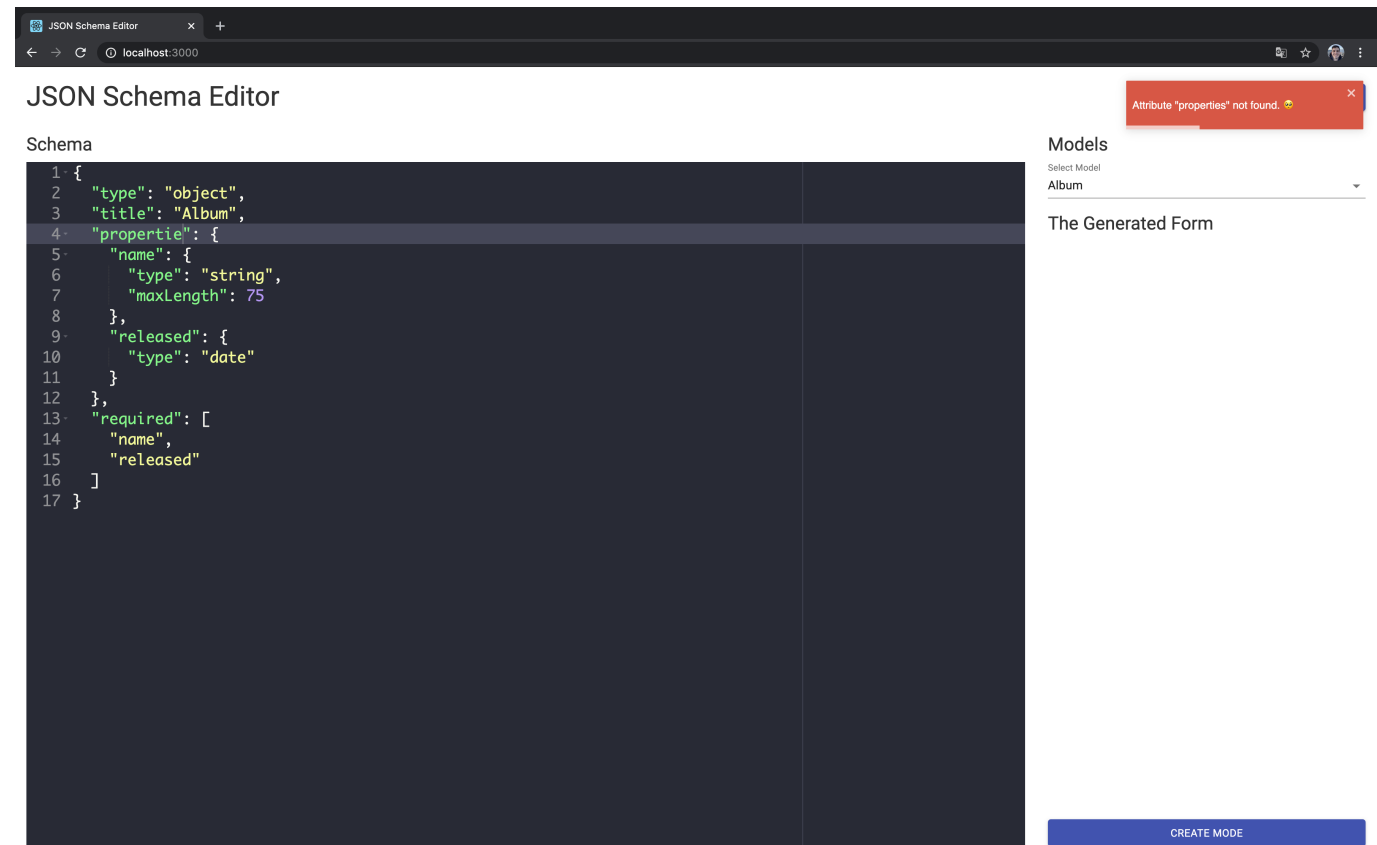 JSON Schema Editor
localhost:3000
JSON Schema Editor
Attribute "properties" not found. 🥺
Schema
1 {
2 "type": "object",
3 "title": "Album",
4 "propertie": {
5 "name": {
6 "type": "string",
7 "maxLength": 75
8 },
9 "released": {
10 "type": "date"
11 }
12 },
13 "required": [
14 "name",
15 "released"
16 ]
17 }
Models
Select Model
Album
The Generated Form
CREATE MODE